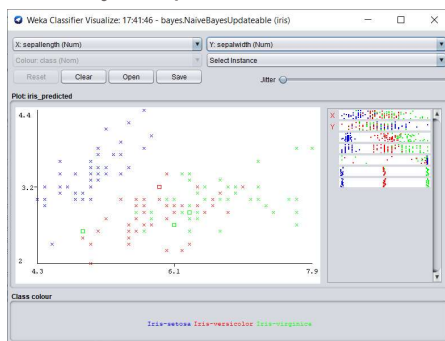 Weka Classifier Visualize: 17:41:46 - bayes.NaiveBayesUpdateable (iris)
X: sepallength (Num)
Y: sepalwidth (Num)
Colour: class (Num)
Select Instance
Reset
Clear
Open
Save
Jitter
Plot: iris_predicted
4.4
3.2
2
4.3
6.1
7.9
X
Y
Class colour
Iris-setosa Iris-versicolor Iris-virginica